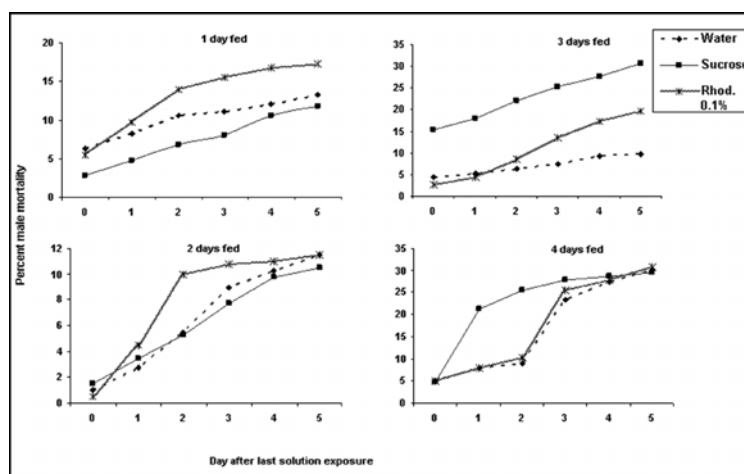 1 day fed
20
15
10
5
0
0 1 2 3 4 5
3 days fed
35
30
25
20
15
10
5
0
0 1 2 3 4 5
Water
Sucrose
Rhod.
0.1%
Percent male mortality
2 days fed
12
10
8
6
4
2
0
0 1 2 3 4 5
4 days fed
35
30
25
20
15
10
5
0
0 1 2 3 4 5
Day after last solution exposure